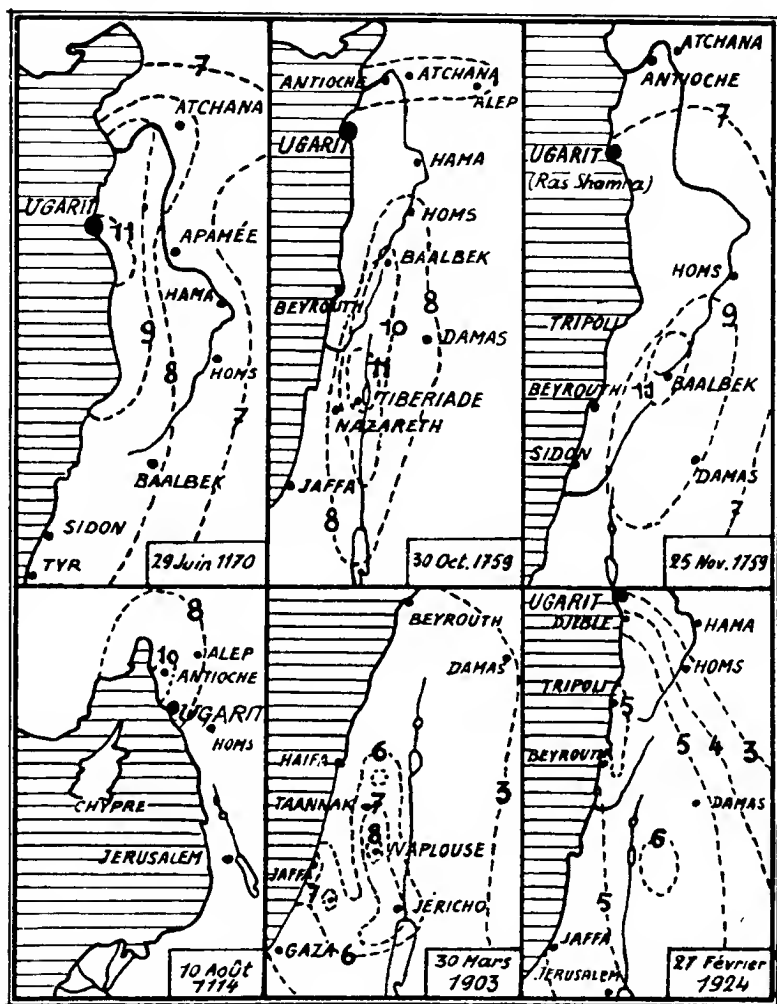 7
ATCHANA
UGARIT
11
APAMÉE
HAMA
9
8
HOMS
7
BAALBEK
SIDON
TYR
29 Juin 1170
ANTIOCHE
ATCHANA
7
ALEP
UGARIT
HAMA
HOMS
BAALBEK
BEYROUTH
8
10
DAMAS
11
TIBERIADE
NAZARETH
JAFFA
8
30 Oct. 1759
ATCHANA
ANTIOCHE
7
UGARIT
(Ras Shamra)
HOMS
TRIPOLI
9
BEYROUTH
11
BAALBEK
SIDON
DAMAS
7
25 Nov. 1759
8
10
ALEP
ANTIOCHE
UGARIT
HOMS
CHYPRE
JERUSALEM
10 Août
1114
BEYROUTH
DAMAS
HAIFA
6
3
TAANNAK
7
8
NAPLOUSE
JAFFA
7
JERICHO
GAZA
6
30 Mars
1903
UGARIT
DJIBLE
HAMA
HOMS
TRIPOLI
5
5
4
3
BEYROUTH
DAMAS
6
5
JAFFA
JERUSALEM
27 Février
1924